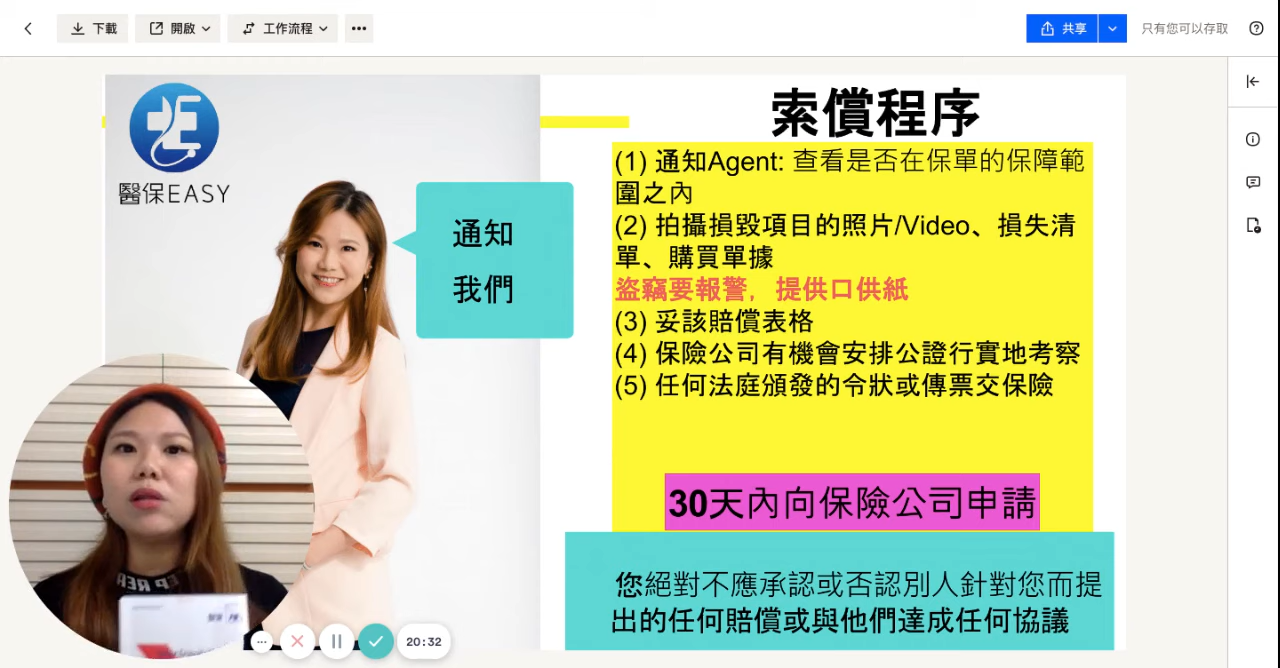 下載
開啟
工作流程
共享
只有您可以存取
醫保EASY
通知
我們
索償程序
(1) 通知Agent: 查看是否在保單的保障範
圍之內
(2) 拍攝損毀項目的照片/Video、損失清
單、購買單據
盜竊要報警，提供口供紙
(3) 妥該賠償表格
(4) 保險公司有機會安排公證行實地考察
(5) 任何法庭頒發的令狀或傳票交保險
30天內向保險公司申請
您絕對不應承認或否認別人針對您而提
出的任何賠償或與他們達成任何協議
20:32